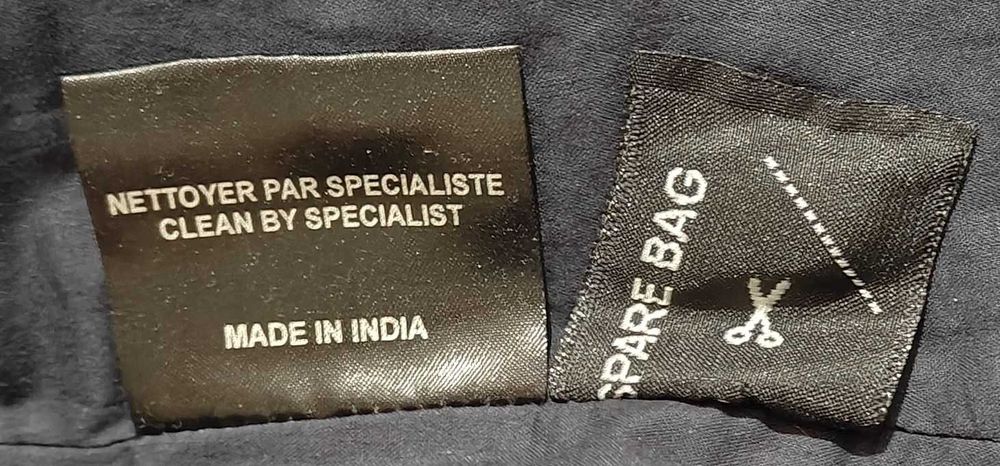 NETTOYER PAR SPECIALISTE
CLEAN BY SPECIALIST
MADE IN INDIA
SPARE BAG